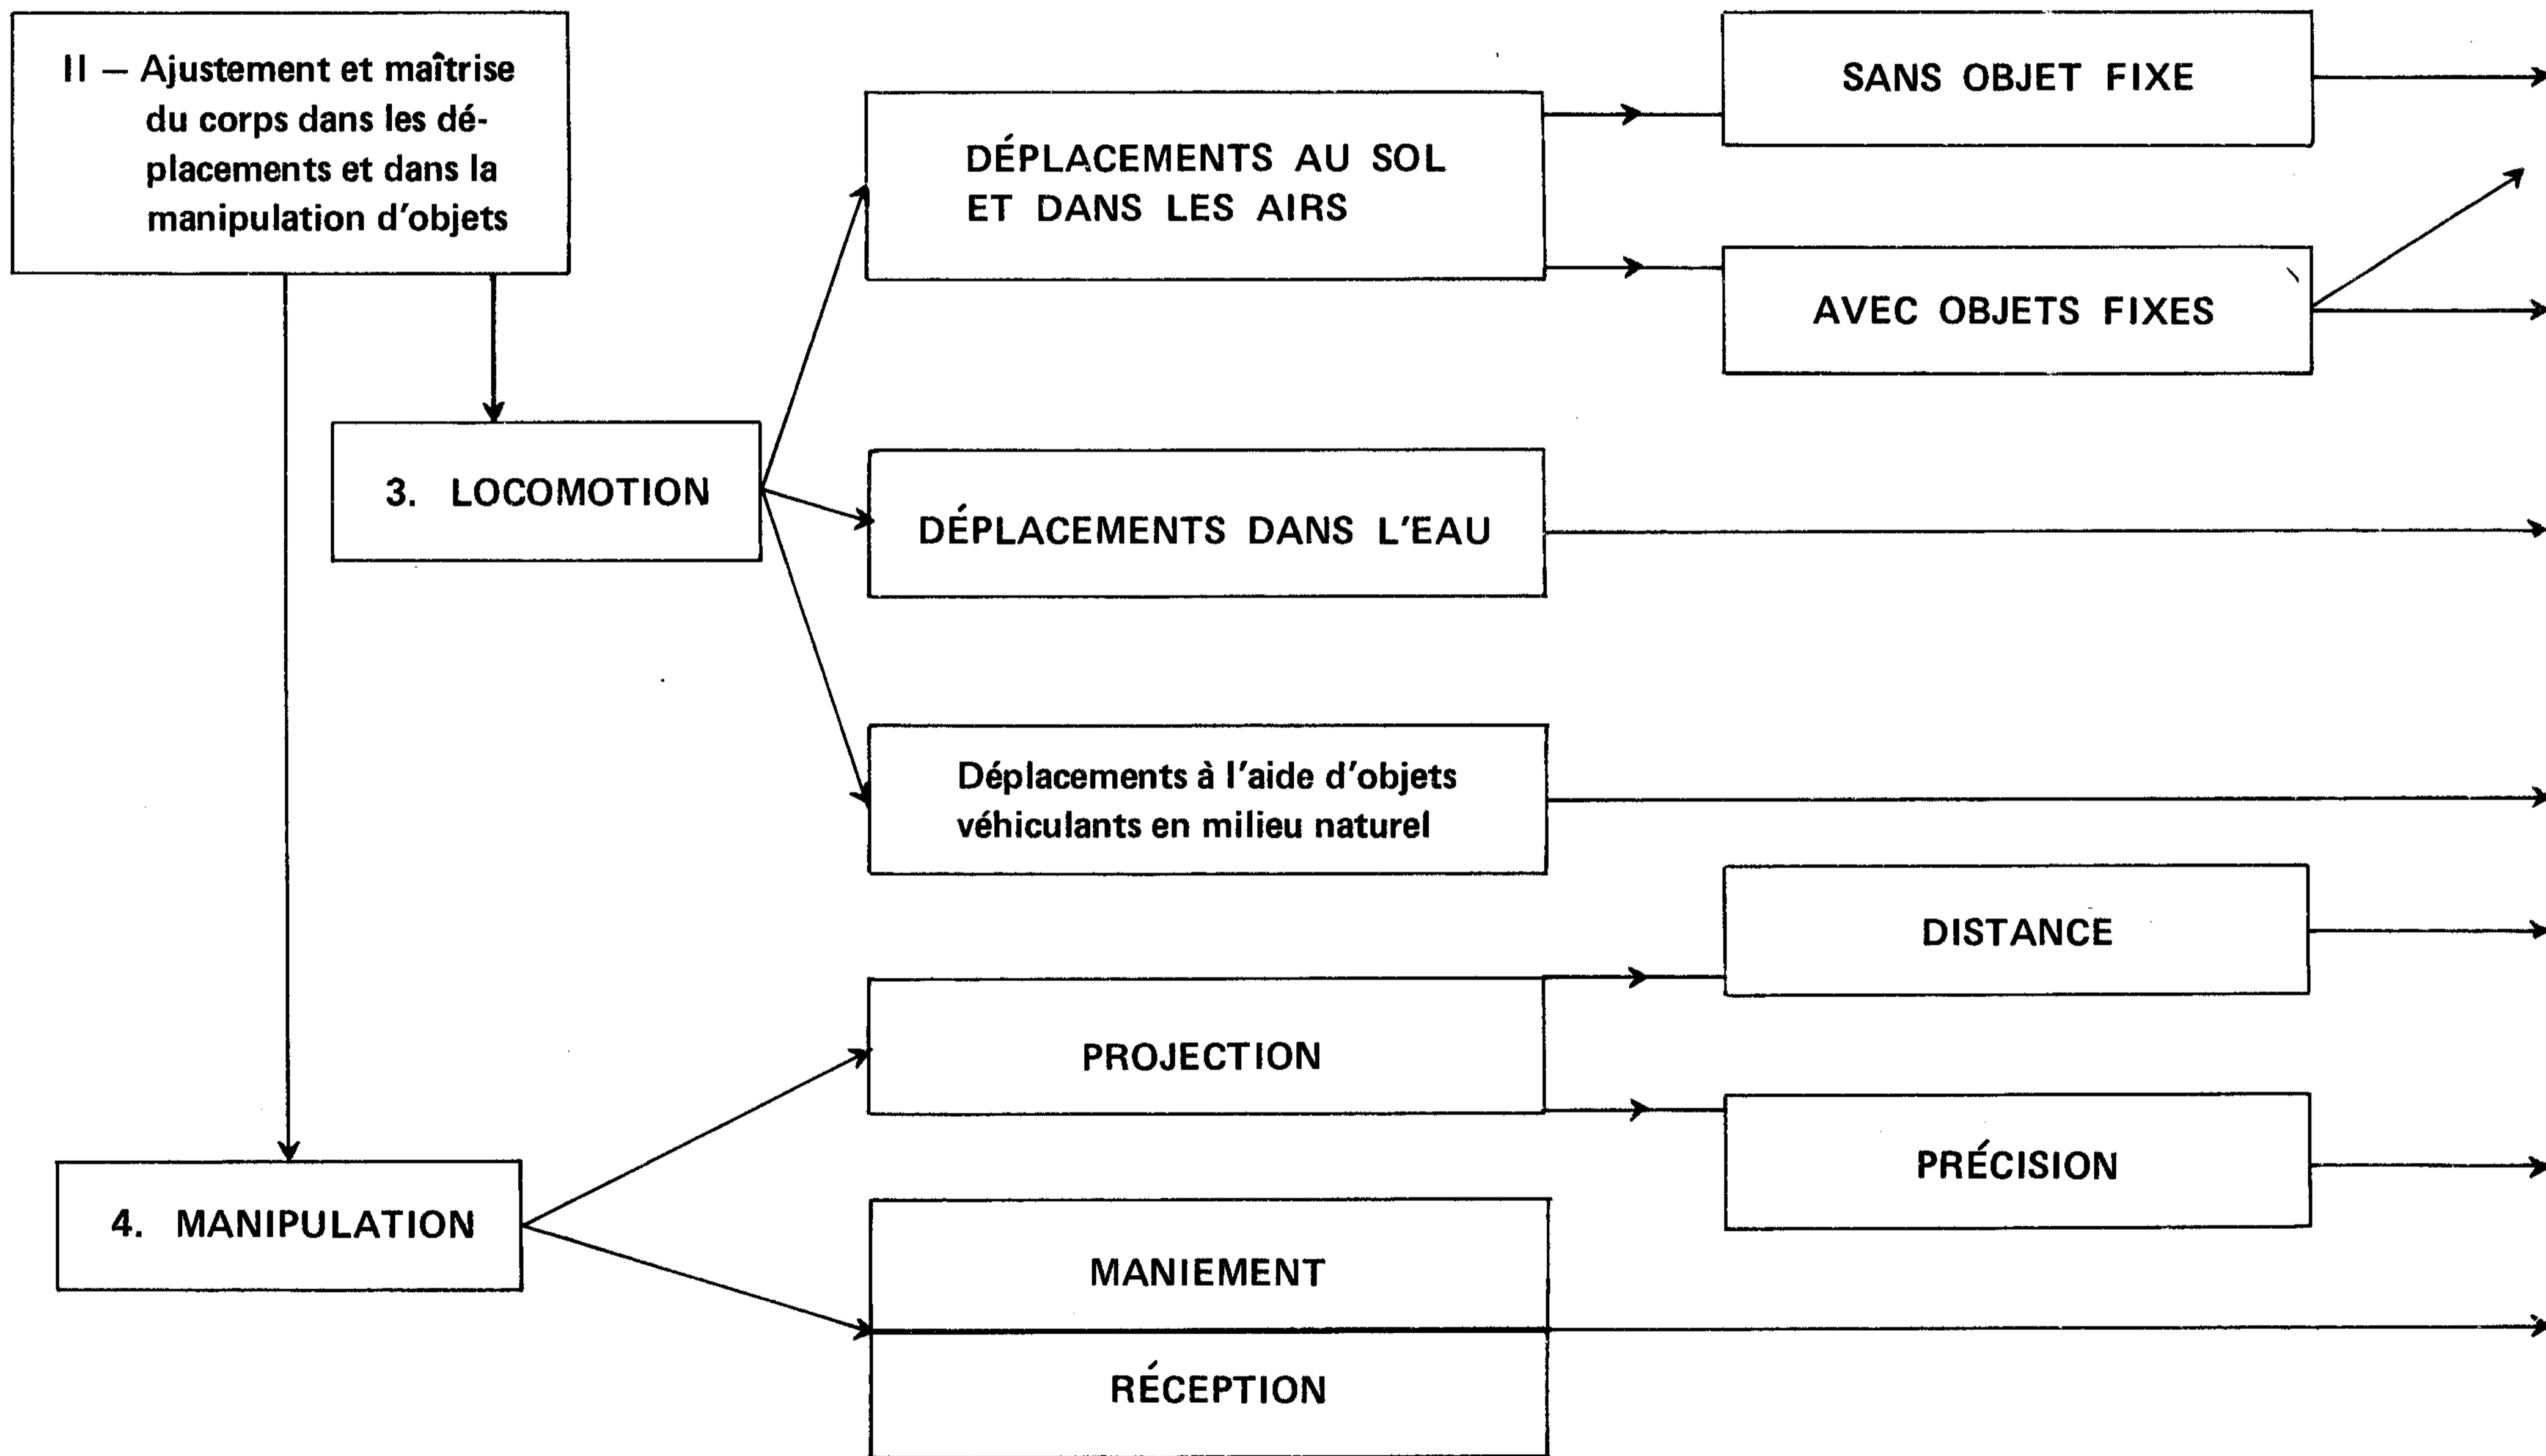 II — Ajustement et maîtrise
du corps dans les dé-
placements et dans la
manipulation d'objets
3. LOCOMOTION
DÉPLACEMENTS AU SOL
ET DANS LES AIRS
SANS OBJET FIXE
AVEC OBJETS FIXES
DÉPLACEMENTS DANS L'EAU
Déplacements à l'aide d'objets
véhiculants en milieu naturel
4. MANIPULATION
PROJECTION
DISTANCE
PRÉCISION
MANIEMENT
RÉCEPTION